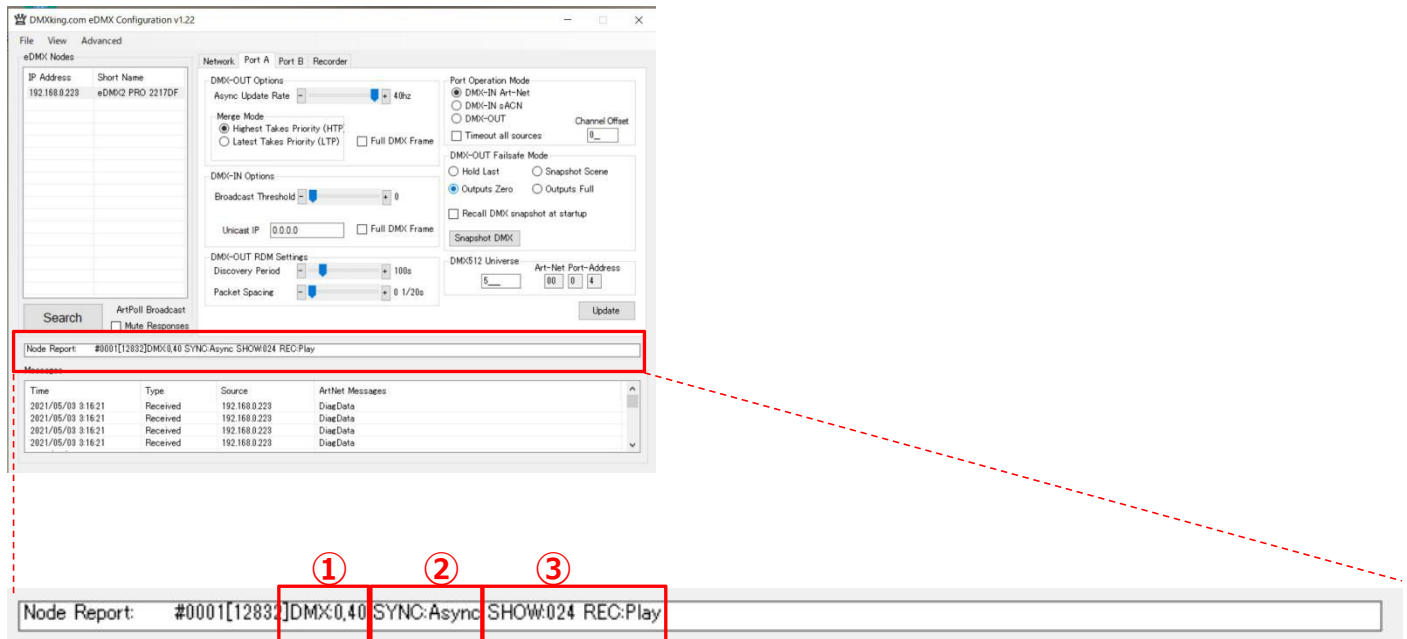 DMXking.com eDMX Configuration v1.22
File View Advanced
eDMX Nodes
IP Address Short Name
192.168.0.223 eDMX2 PRO 2217DF
Search
ArtPoll Broadcast
Mute Responses
Network Port A Port B Recorder
DMX-OUT Options
Async Update Rate - + 40hz
Merge Mode
Highest Takes Priority (HTP)
Latest Takes Priority (LTP)
Full DMX Frame
DMX-IN Options
Broadcast Threshold - + 0
Unicast IP 0.0.0.0
Full DMX Frame
DMX-OUT RDM Settings
Discovery Period - + 100s
Packet Spacing - + 0 1/20s
Port Operation Mode
DMX-IN Art-Net
DMX-IN sACN
DMX-OUT
Channel Offset
Timeout all sources 0_
DMX-OUT Failsafe Mode
Hold Last Snapshot Scene
Outputs Zero Outputs Full
Recall DMX snapshot at startup
Snapshot DMX
DMX512 Universe
Art-Net Port-Address
5__ 00 0 4
Update
Node Report: #0001[12832]DMX:0,40 SYNC:Async SHOW:024 REC:Play
Messages
Time Type Source ArtNet Messages
2021/05/03 3:16:21 Received 192.168.0.223 DiagData
2021/05/03 3:16:21 Received 192.168.0.223 DiagData
2021/05/03 3:16:21 Received 192.168.0.223 DiagData
2021/05/03 3:16:21 Received 192.168.0.223 DiagData
① ② ③
Node Report: #0001[12832]DMX:0,40 SYNC:Async SHOW:024 REC:Play